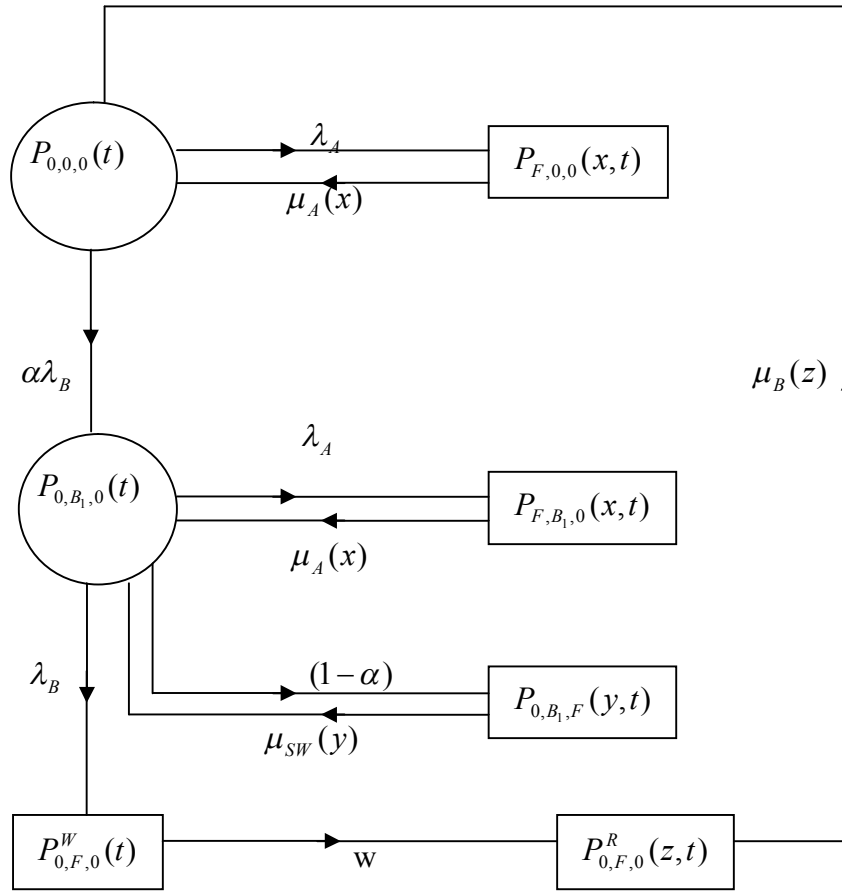 P_{0,0,0}(t)
λ_A
P_{F,0,0}(x,t)
μ_A(x)
αλ_B
μ_B(z)
λ_A
P_{0,B_1,0}(t)
P_{F,B_1,0}(x,t)
μ_A(x)
λ_B
(1−α)
P_{0,B_1,F}(y,t)
μ_{SW}(y)
P^W_{0,F,0}(t)
w
P^R_{0,F,0}(z,t)